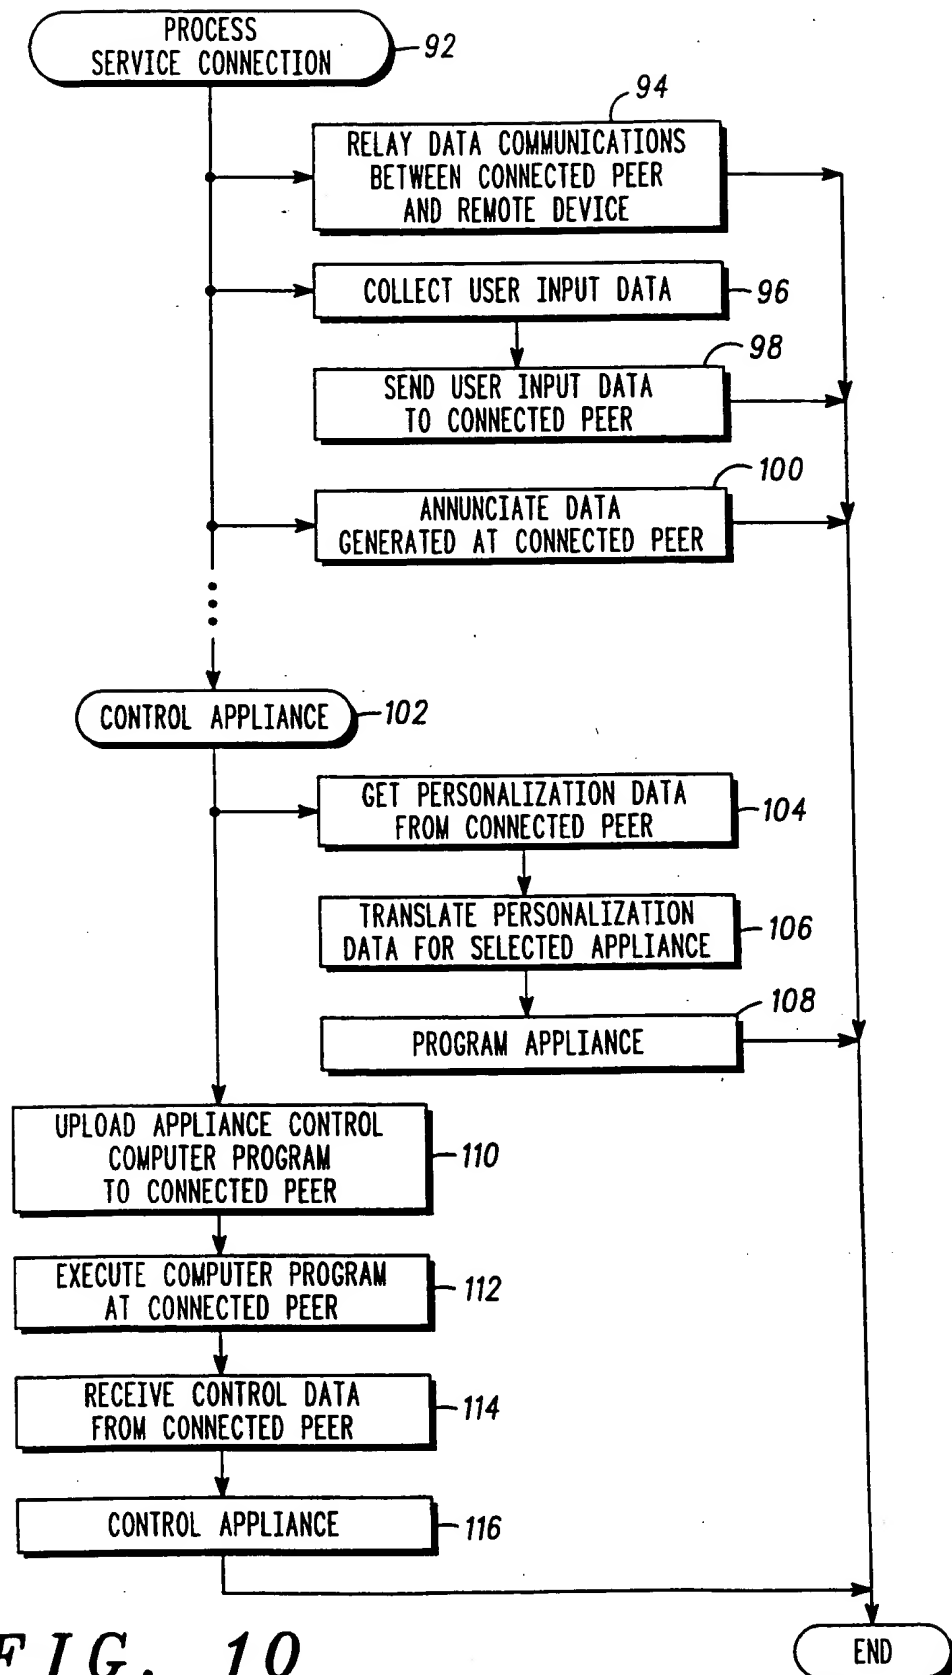 PROCESS
SERVICE CONNECTION
92
94
RELAY DATA COMMUNICATIONS
BETWEEN CONNECTED PEER
AND REMOTE DEVICE
COLLECT USER INPUT DATA
96
98
SEND USER INPUT DATA
TO CONNECTED PEER
100
ANNUNCIATE DATA
GENERATED AT CONNECTED PEER
CONTROL APPLIANCE
102
GET PERSONALIZATION DATA
FROM CONNECTED PEER
104
TRANSLATE PERSONALIZATION
DATA FOR SELECTED APPLIANCE
106
108
PROGRAM APPLIANCE
UPLOAD APPLIANCE CONTROL
COMPUTER PROGRAM
TO CONNECTED PEER
110
EXECUTE COMPUTER PROGRAM
AT CONNECTED PEER
112
RECEIVE CONTROL DATA
FROM CONNECTED PEER
114
CONTROL APPLIANCE
116
END
FIG. 10